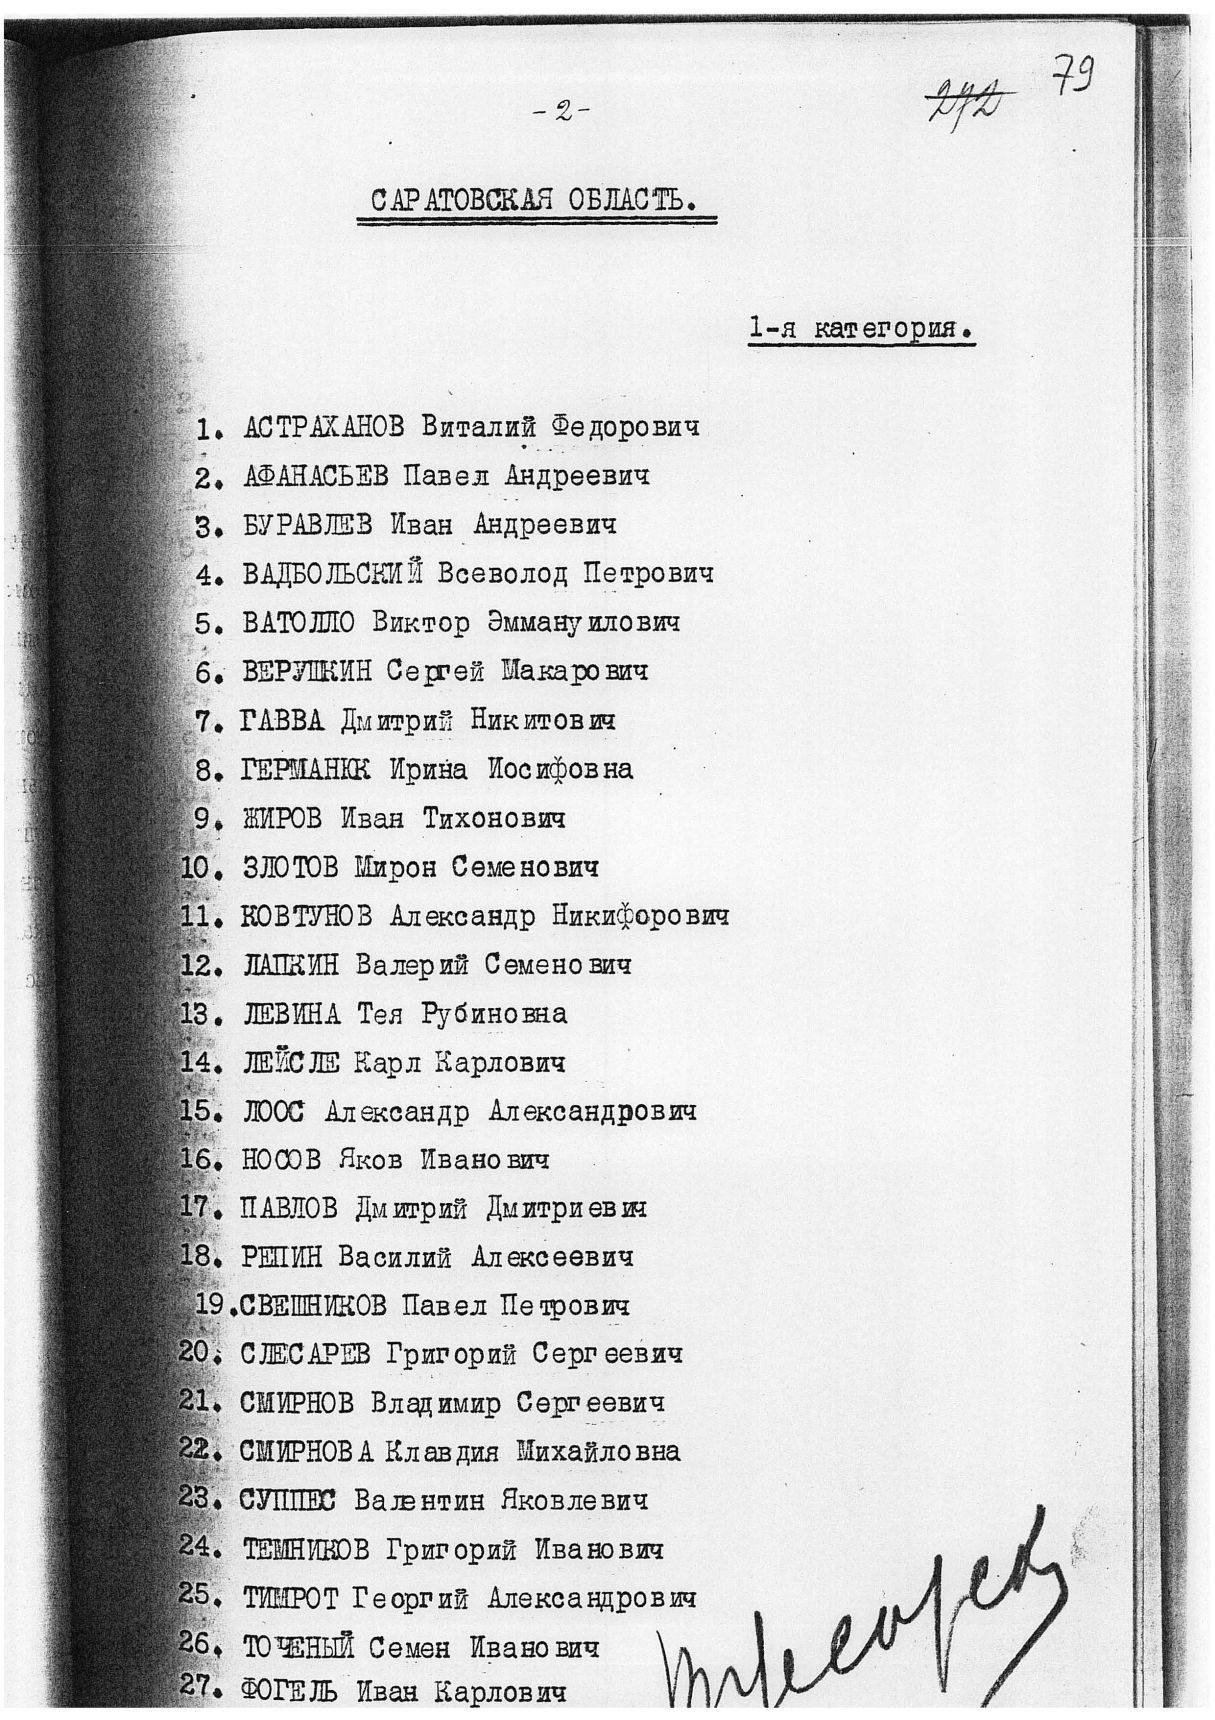 79
272
-2-
САРАТОВСКАЯ ОБЛАСТЬ.
1-я категория.
1. АСТРАХАНОВ Виталий Федорович
2. АФАНАСЬЕВ Павел Андреевич
3. БУРАВЛЕВ Иван Андреевич
4. ВАДБОЛЬСКИЙ Всеволод Петрович
5. ВАТОЛЛО Виктор Эммануилович
6. ВЕРУШКИН Сергей Макарович
7. ГАВВА Дмитрий Никитович
8. ГЕРМАНЮК Ирина Иосифовна
9. ЖИРОВ Иван Тихонович
10. ЗЛОТОВ Мирон Семенович
11. КОВТУНОВ Александр Никифорович
12. ЛАПКИН Валерий Семенович
13. ЛЕВИНА Тея Рубиновна
14. ЛЕЙСЛЕ Карл Карлович
15. ЛООС Александр Александрович
16. НОСОВ Яков Иванович
17. ПАВЛОВ Дмитрий Дмитриевич
18. РЕПИН Василий Алексеевич
19.СВЕШНИКОВ Павел Петрович
20. СЛЕСАРЕВ Григорий Сергеевич
21. СМИРНОВ Владимир Сергеевич
22. СМИРНОВА Клавдия Михайловна
23. СУППЕС Валентин Яковлевич
24. ТЕМНИКОВ Григорий Иванович
25. ТИМРОТ Георгий Александрович
26. ТОЧЕНЫЙ Семен Иванович
27. ФОГЕЛЬ Иван Карлович